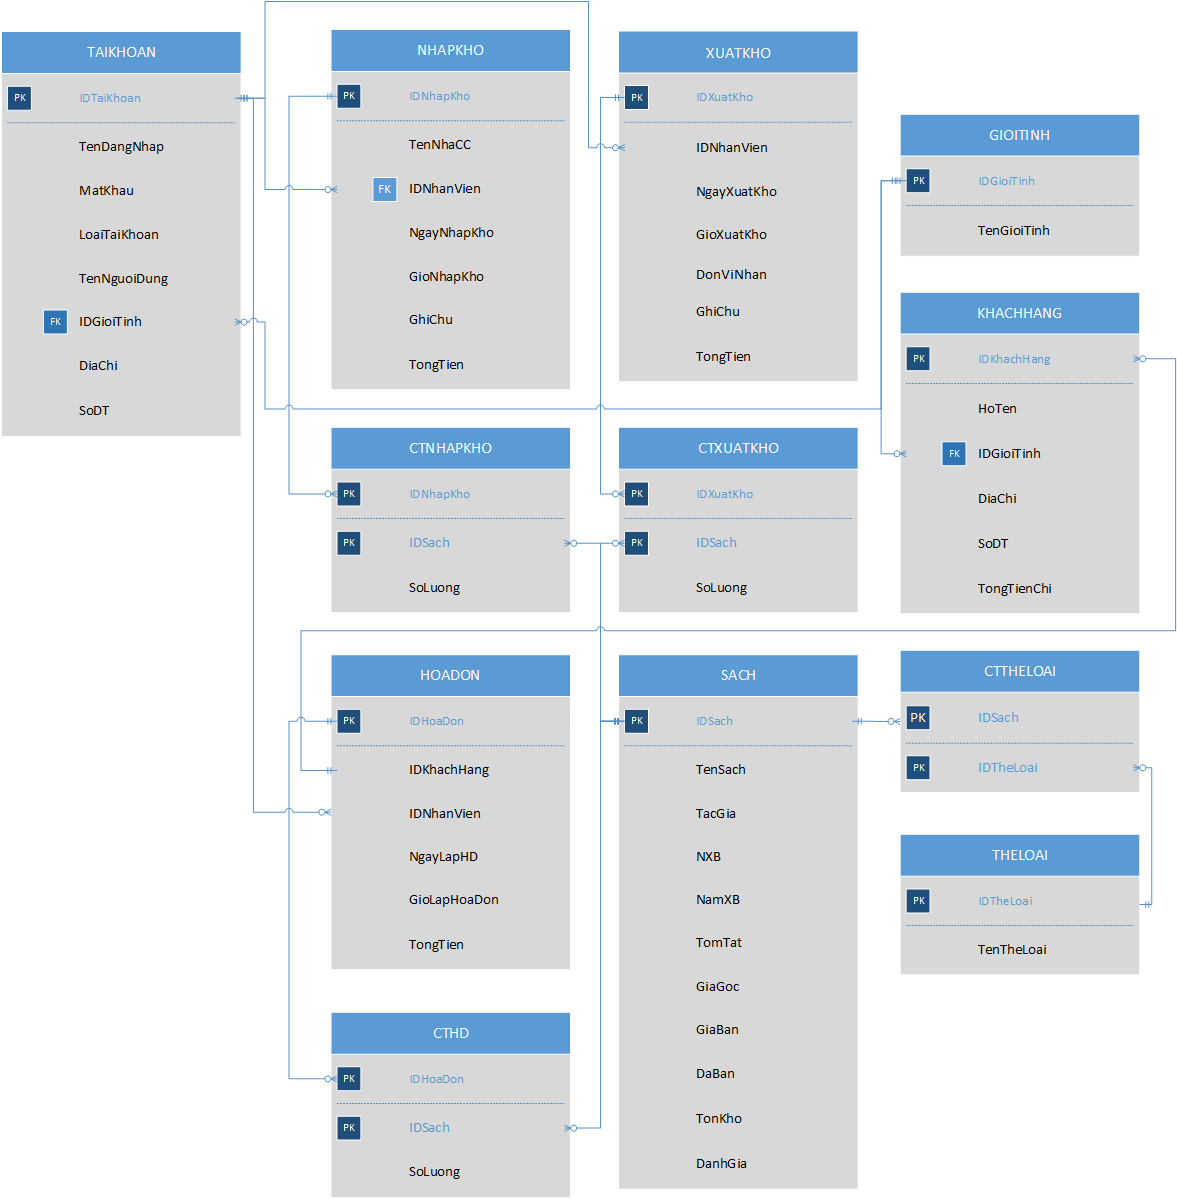 TAIKHOAN
PK IDTaiKhoan
TenDangNhap
MatKhau
LoaiTaiKhoan
TenNguoiDung
FK IDGioiTinh
DiaChi
SoDT
NHAPKHO
PK IDNhapKho
TenNhaCC
FK IDNhanVien
NgayNhapKho
GioNhapKho
GhiChu
TongTien
XUATKHO
PK IDXuatKho
IDNhanVien
NgayXuatKho
GioXuatKho
DonViNhan
GhiChu
TongTien
GIOITINH
PK IDGioiTinh
TenGioiTinh
KHACHHANG
PK IDKhachHang
HoTen
FK IDGioiTinh
DiaChi
SoDT
TongTienChi
CTNHAPKHO
PK IDNhapKho
PK IDSach
SoLuong
CTXUATKHO
PK IDXuatKho
PK IDSach
SoLuong
HOADON
PK IDHoaDon
IDKhachHang
IDNhanVien
NgayLapHD
GioLapHoaDon
TongTien
SACH
PK IDSach
TenSach
TacGia
NXB
NamXB
TomTat
GiaGoc
GiaBan
DaBan
TonKho
DanhGia
CTTHELOAI
PK IDSach
PK IDTheLoai
THELOAI
PK IDTheLoai
TenTheLoai
CTHD
PK IDHoaDon
PK IDSach
SoLuong